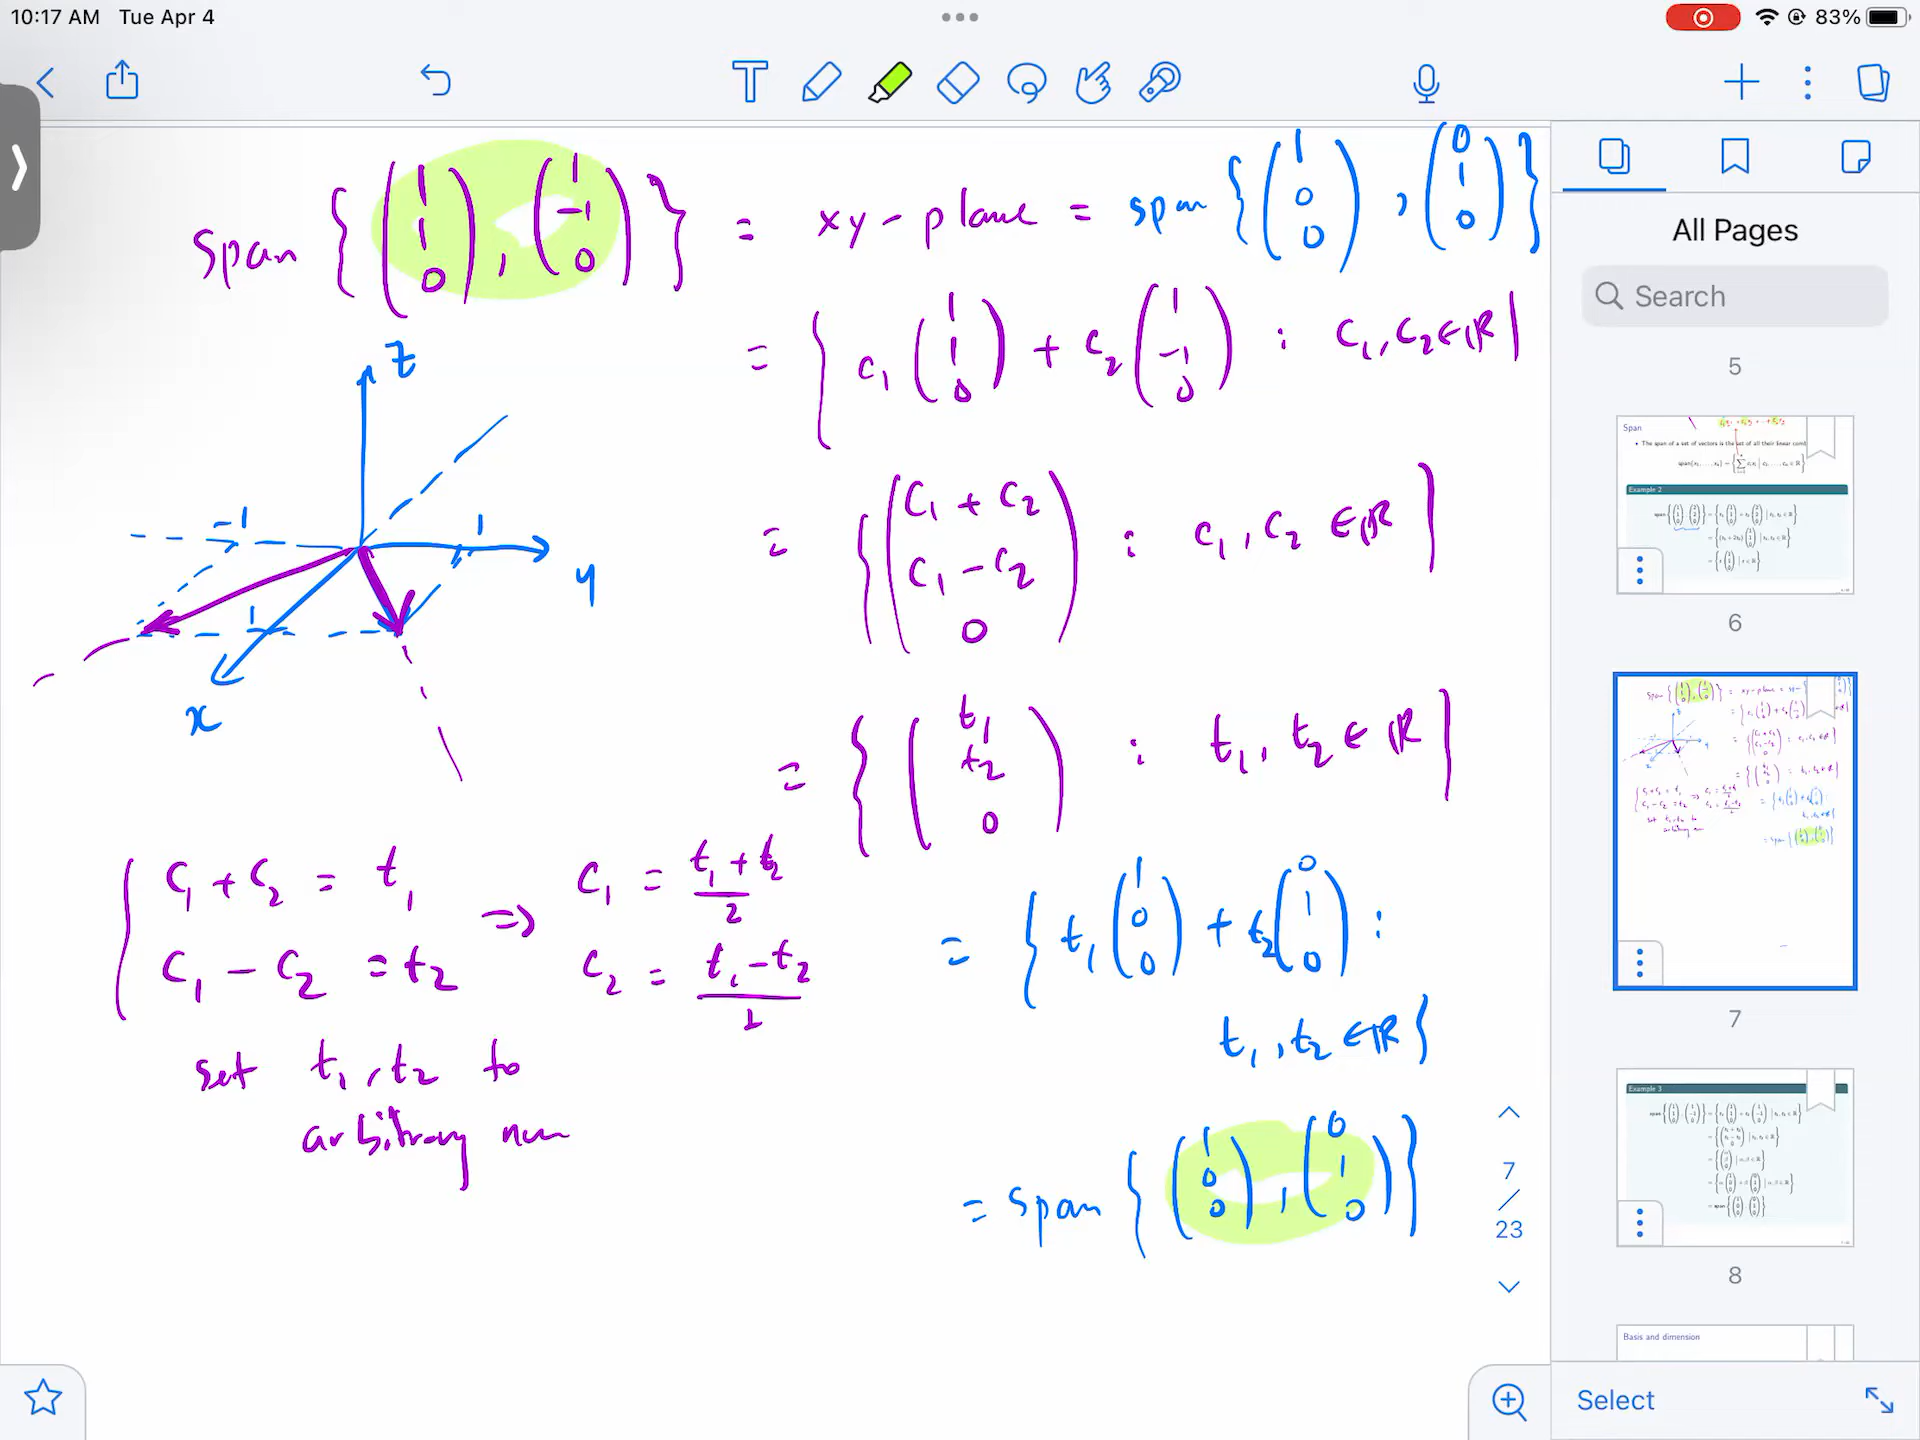 10:17 AM Tue Apr 4
83%
span { (1 1 0), (1 -1 0) } = xy-plane = span { (1 0 0), (0 1 0) }
= { c₁ (1 1 0) + c₂ (1 -1 0) : c₁, c₂ ∈ ℝ }
= { (c₁ + c₂ c₁ - c₂ 0) : c₁, c₂ ∈ ℝ }
= { (t₁ t₂ 0) : t₁, t₂ ∈ ℝ }
z
-1
1
y
1
x
{ c₁ + c₂ = t₁ ⇒ c₁ = (t₁ + t₂)/2
c₁ - c₂ = t₂ c₂ = (t₁ - t₂)/2
set t₁, t₂ to
arbitrary num
= { t₁ (1 0 0) + t₂ (0 1 0) :
t₁, t₂ ∈ ℝ }
= span { (1 0 0), (0 1 0) }
7
/
23
All Pages
Search
5
Span
Example 2
6
7
Example 3
8
Basis and dimension
Select